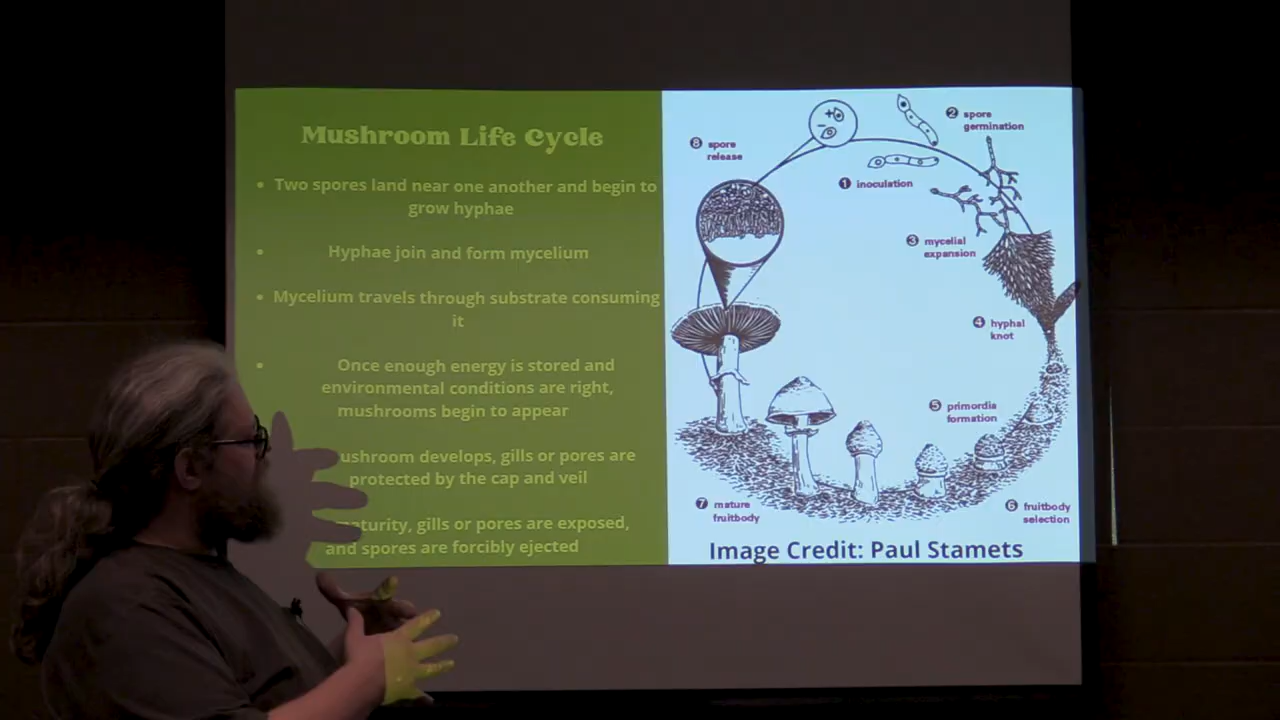 Mushroom Life Cycle
• Two spores land near one another and begin to
grow hyphae
• Hyphae join and form mycelium
• Mycelium travels through substrate consuming
it
• Once enough energy is stored and
environmental conditions are right,
mushrooms begin to appear
develops, gills or pores are
protected by the cap and veil
gills or pores are exposed,
and spores are forcibly ejected
8 spore
release
2 spore
germination
1 inoculation
3 mycelial
expansion
4 hyphal
knot
5 primordia
formation
7 mature
fruitbody
6 fruitbody
selection
Image Credit: Paul Stamets